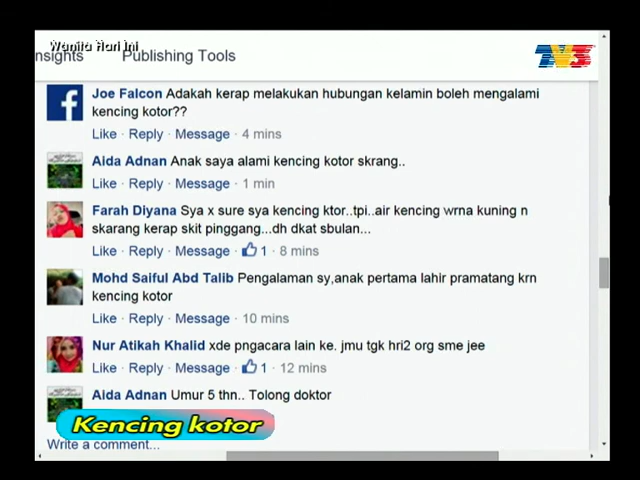 Wanita Hari Ini
nsights Publishing Tools
TV3
Joe Falcon Adakah kerap melakukan hubungan kelamin boleh mengalami
kencing kotor??
Like · Reply · Message · 4 mins
Aida Adnan Anak saya alami kencing kotor skrang..
Like · Reply · Message · 1 min
Farah Diyana Sya x sure sya kencing ktor..tpi..air kencing wrna kuning n
skarang kerap skit pinggang...dh dkat sbulan...
Like · Reply · Message · 1 · 8 mins
Mohd Saiful Abd Talib Pengalaman sy,anak pertama lahir pramatang krn
kencing kotor
Like · Reply · Message · 10 mins
Nur Atikah Khalid xde pngacara lain ke. jmu tgk hri2 org sme jee
Like · Reply · Message · 1 · 12 mins
Aida Adnan Umur 5 thn.. Tolong doktor
Kencing kotor
Write a comment...